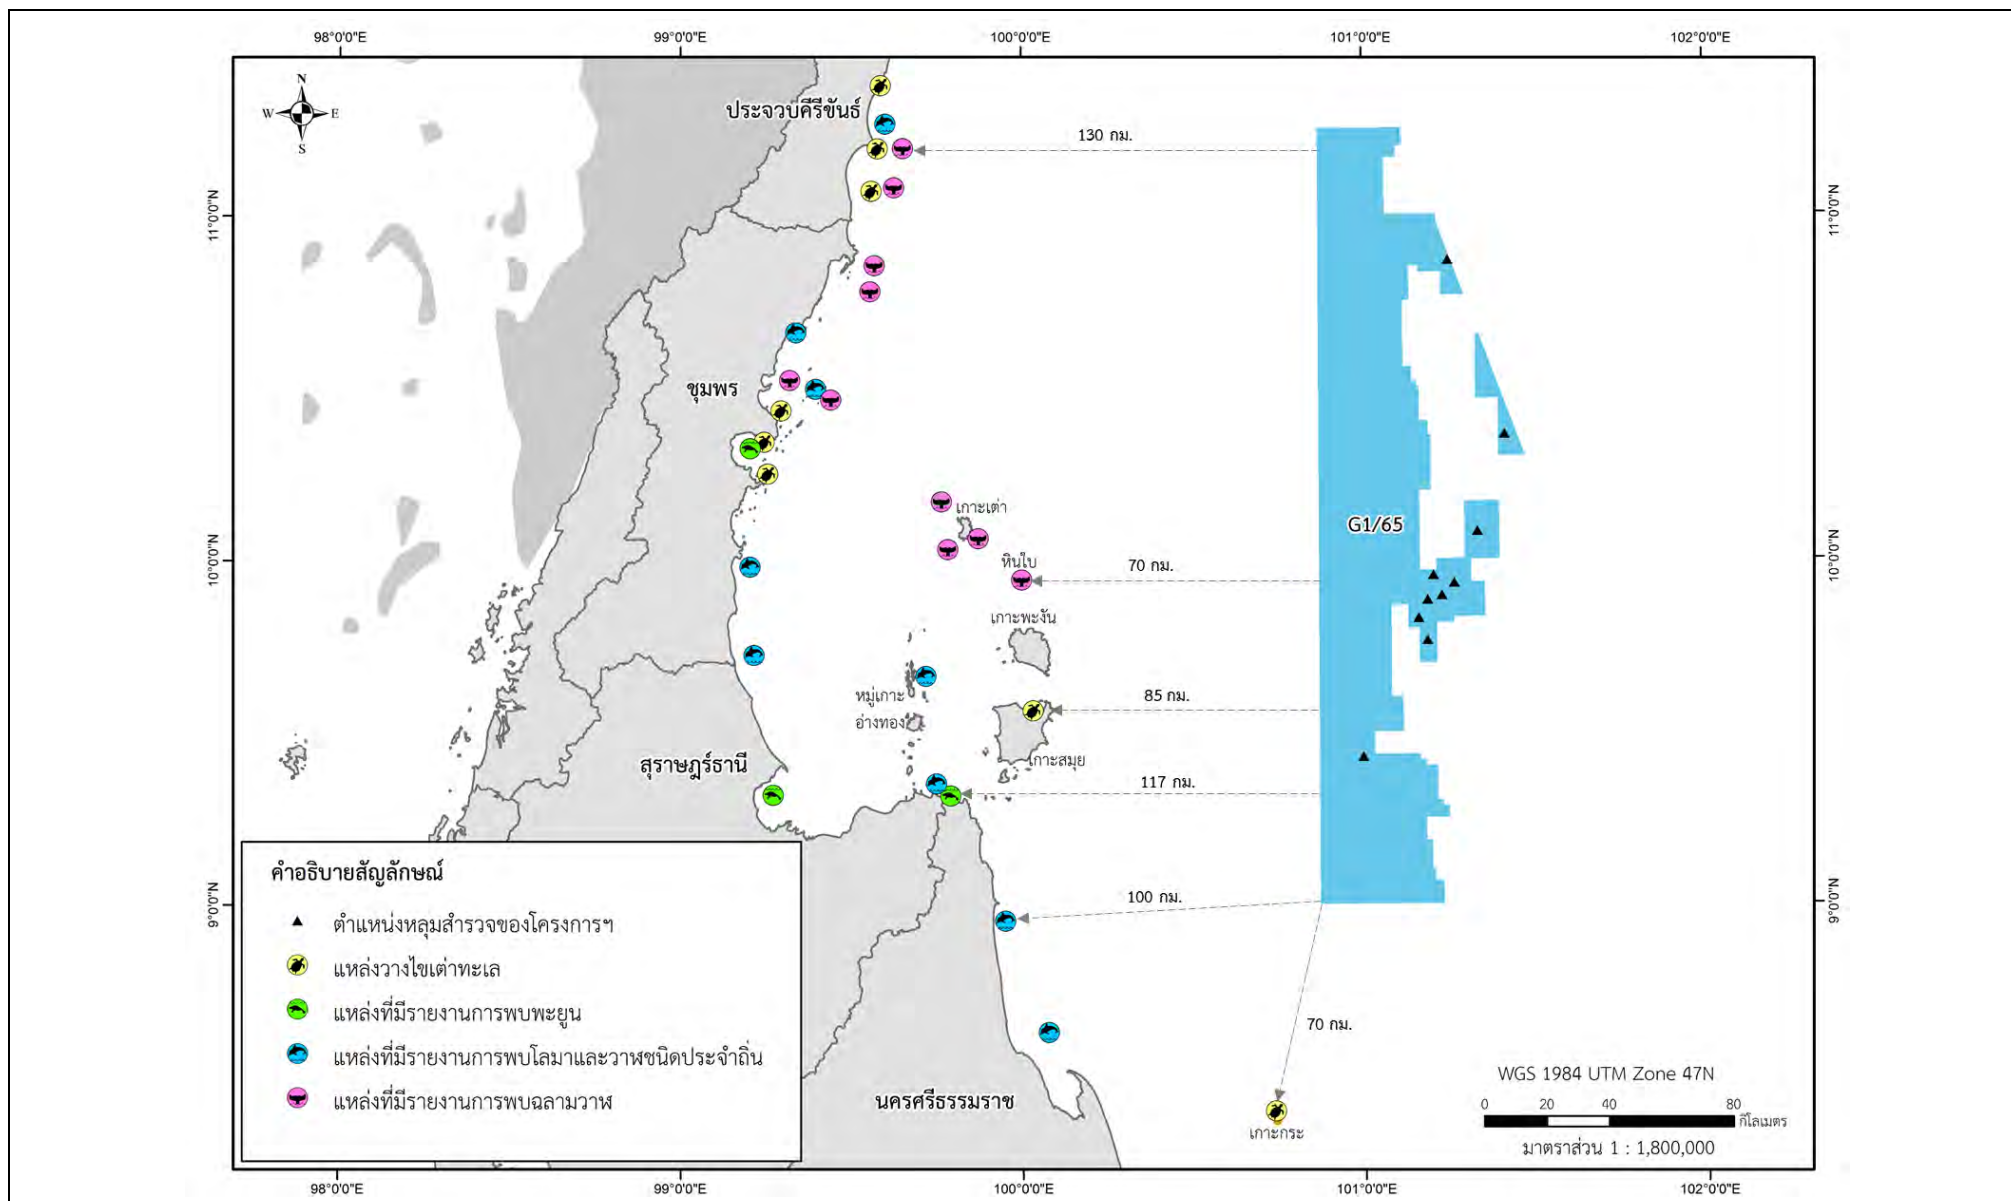 98°0'0"E
99°0'0"E
100°0'0"E
101°0'0"E
102°0'0"E
N
W
E
S
ประจวบคีรีขันธ์
130 กม.
11°0'0"N
11°0'0"N
ชุมพร
เกาะเต่า
G1/65
หินใบ
70 กม.
10°0'0"N
10°0'0"N
เกาะพะงัน
หมู่เกาะ
อ่างทอง
85 กม.
เกาะสมุย
สุราษฎร์ธานี
117 กม.
100 กม.
9°0'0"N
9°0'0"N
คำอธิบายสัญลักษณ์
ตำแหน่งหลุมสำรวจของโครงการฯ
แหล่งวางไข่เต่าทะเล
แหล่งที่มีรายงานการพบพะยูน
แหล่งที่มีรายงานการพบโลมาและวาฬชนิดประจำถิ่น
แหล่งที่มีรายงานการพบฉลามวาฬ
70 กม.
นครศรีธรรมราช
เกาะกระ
WGS 1984 UTM Zone 47N
0 20 40 80
กิโลเมตร
มาตราส่วน 1 : 1,800,000
98°0'0"E
99°0'0"E
100°0'0"E
101°0'0"E
102°0'0"E